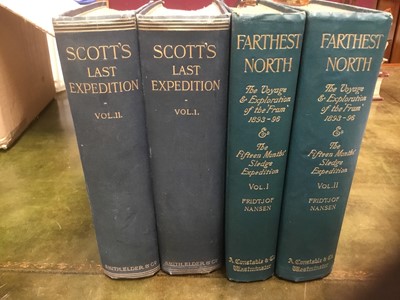 SCOTT'S
LAST
EXPEDITION
VOL. II.
SMITH, ELDER, & Co
SCOTT'S
LAST
EXPEDITION
VOL. I.
SMITH, ELDER, & Co
FARTHEST
NORTH
The Voyage
& Exploration
of the "Fram"
1893-96
&
The
Fifteen Months'
Sledge
Expedition
VOL. I
FRIDTJOF
NANSEN
A. Constable & Co
Westminster
FARTHEST
NORTH
The Voyage
& Exploration
of the "Fram"
1893-96
&
The
Fifteen Months'
Sledge
Expedition
VOL. II
FRIDTJOF
NANSEN
A. Constable & Co
Westminster